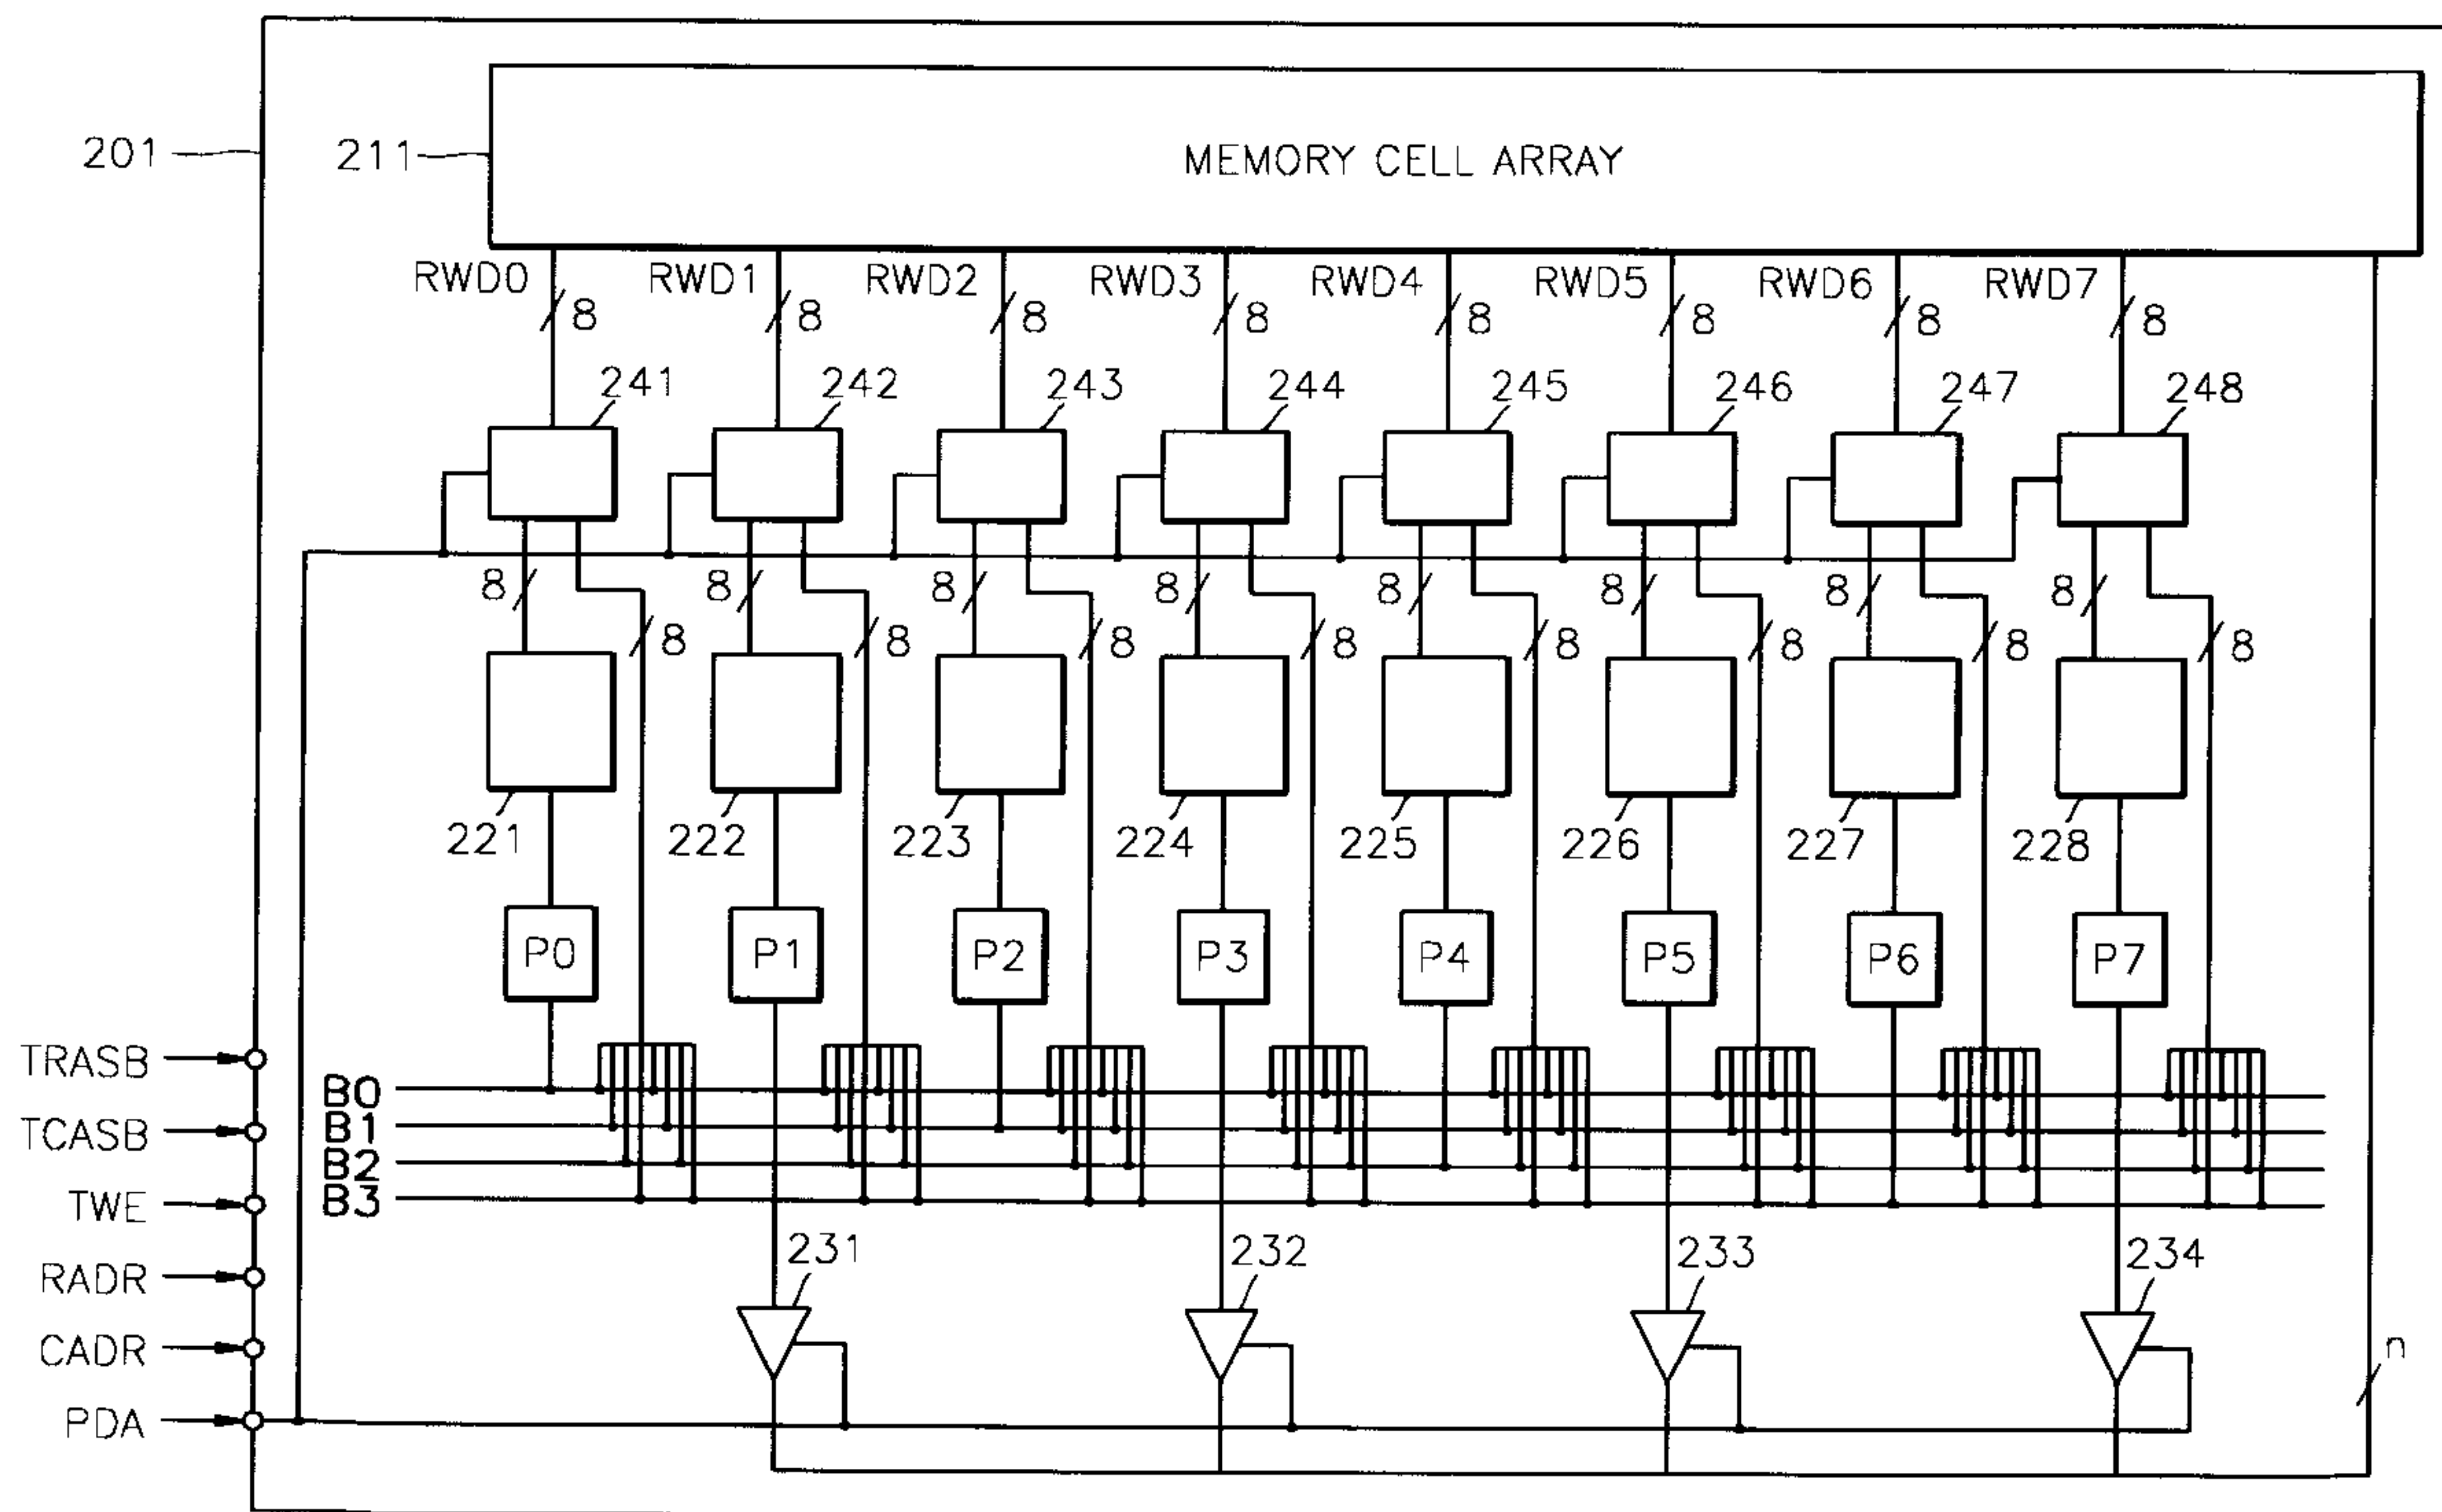 MEMORY CELL ARRAY
201
211
RWD0 RWD1 RWD2 RWD3 RWD4 RWD5 RWD6 RWD7
8 8 8 8 8 8 8 8
241 242 243 244 245 246 247 248
8 8 8 8 8 8 8 8
8 8 8 8 8 8 8 8
221 222 223 224 225 226 227 228
P0 P1 P2 P3 P4 P5 P6 P7
TRASB
B0
TCASB
B1
B2
TWE
B3
231 232 233 234
RADR
CADR
n
PDA